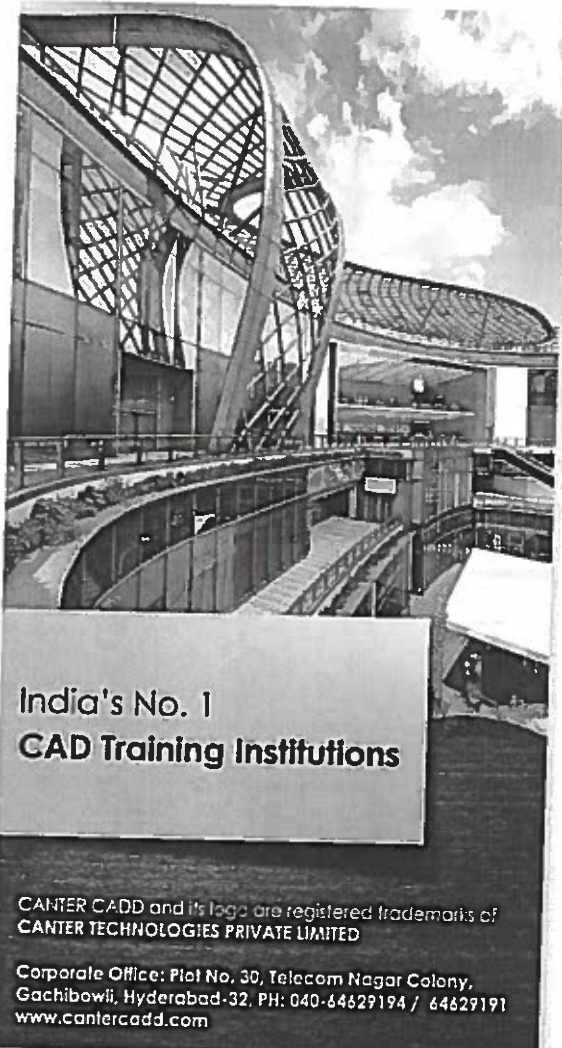 India's No. 1
CAD Training Institutions
CANTER CADD and its logo are registered trademarks of
CANTER TECHNOLOGIES PRIVATE LIMITED
Corporate Office: Plot No. 30, Telecom Nagar Colony,
Gachibowli, Hyderabad-32, PH: 040-64629194 / 64629191
www.cantercadd.com